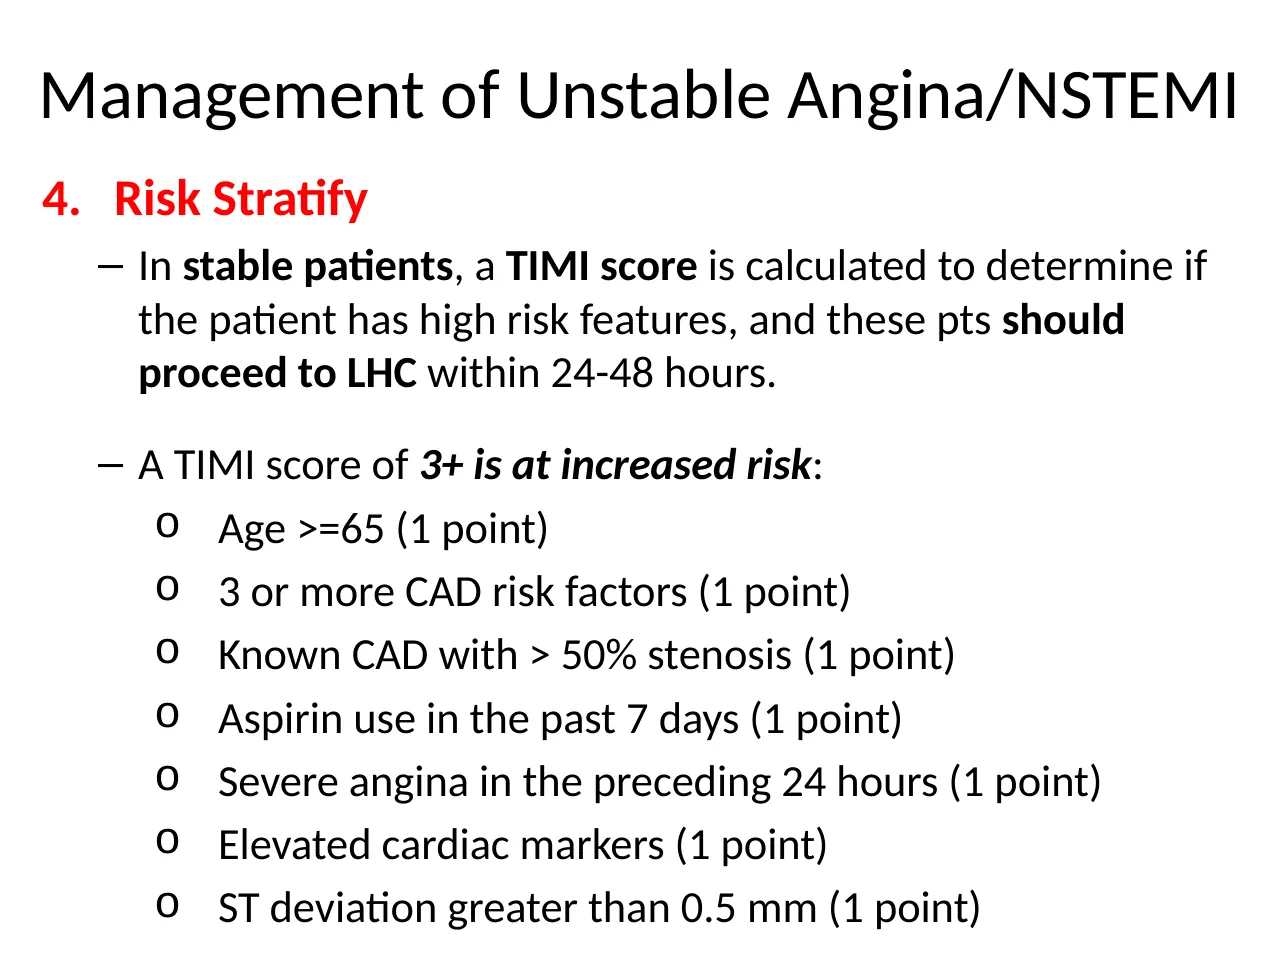 Management of Unstable Angina/NSTEMI
4. Risk Stratify
– In stable patients, a TIMI score is calculated to determine if
the patient has high risk features, and these pts should
proceed to LHC within 24-48 hours.
– A TIMI score of 3+ is at increased risk:
o Age >=65 (1 point)
o 3 or more CAD risk factors (1 point)
o Known CAD with > 50% stenosis (1 point)
o Aspirin use in the past 7 days (1 point)
o Severe angina in the preceding 24 hours (1 point)
o Elevated cardiac markers (1 point)
o ST deviation greater than 0.5 mm (1 point)